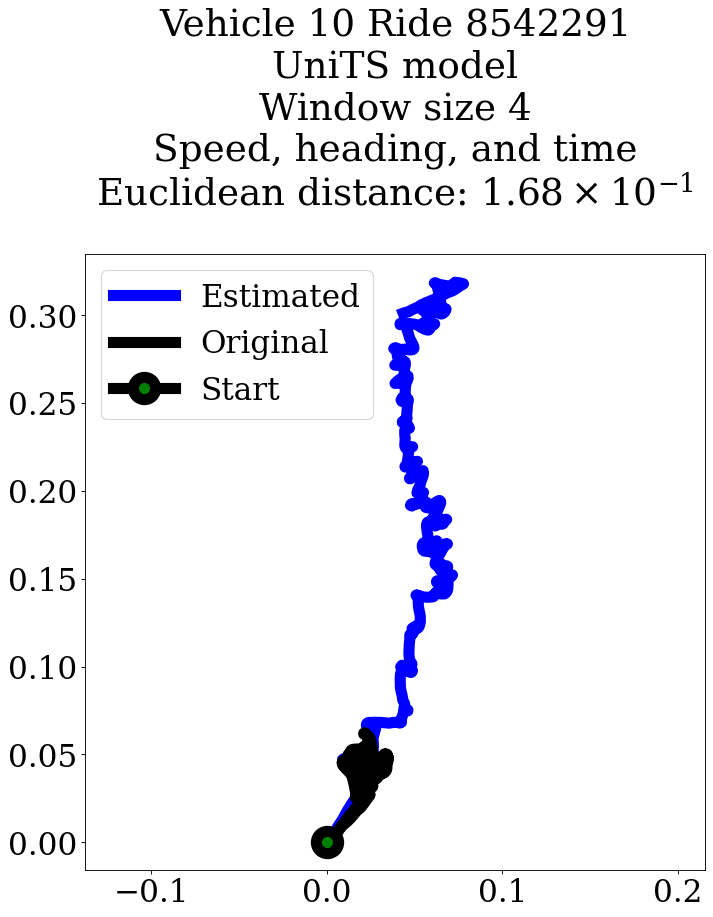 Vehicle 10 Ride 8542291
UniTS model
Window size 4
Speed, heading, and time
Euclidean distance: 1.68 × 10⁻¹
Estimated
Original
Start
0.30
0.25
0.20
0.15
0.10
0.05
0.00
−0.1
0.0
0.1
0.2